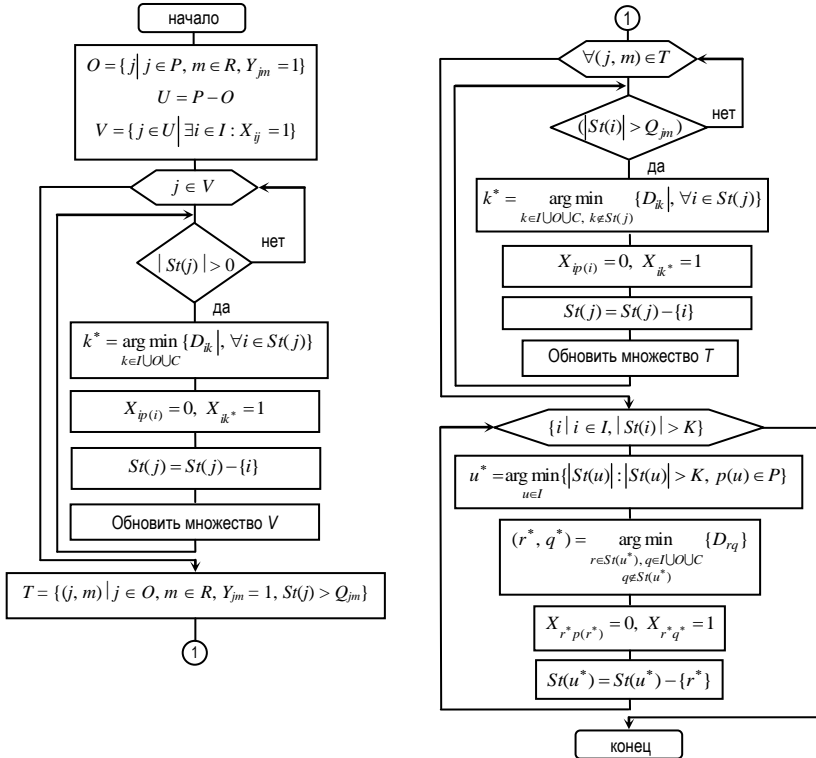 начало
O = {j| j ∈ P, m ∈ R, Y_jm = 1}
U = P – O
V = {j ∈ U| ∃i ∈ I : X_ij = 1}
j ∈ V
нет
|St(j)| > 0
да
k* = arg min {D_ik|, ∀i ∈ St(j)}
k∈I⋃O⋃C
X_ip(i) = 0, X_ik* = 1
St(j) = St(j) – {i}
Обновить множество V
T = {(j, m)| j ∈ O, m ∈ R, Y_jm = 1, St(j) > Q_jm}
1
1
∀(j, m) ∈ T
нет
(|St(i)| > Q_jm)
да
k* = arg min {D_ik|, ∀i ∈ St(j)}
k∈I⋃O⋃C, k∉St(j)
X_ip(i) = 0, X_ik* = 1
St(j) = St(j) – {i}
Обновить множество T
{i| i ∈ I, |St(i)| > K}
u* = arg min{|St(u)| : |St(u)| > K, p(u) ∈ P}
u∈I
(r*, q*) = arg min {D_rq}
r∈St(u*), q∈I⋃O⋃C
q∉St(u*)
X_r*p(r*) = 0, X_r*q* = 1
St(u*) = St(u*) – {r*}
конец